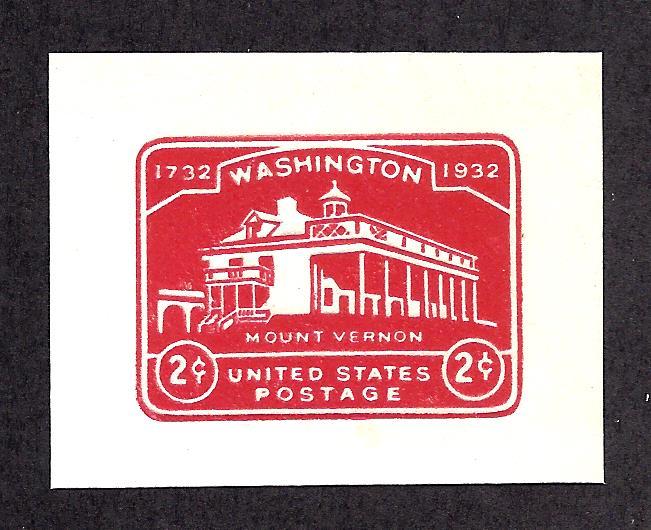 1732 WASHINGTON 1932
MOUNT VERNON
2¢ UNITED STATES 2¢
POSTAGE